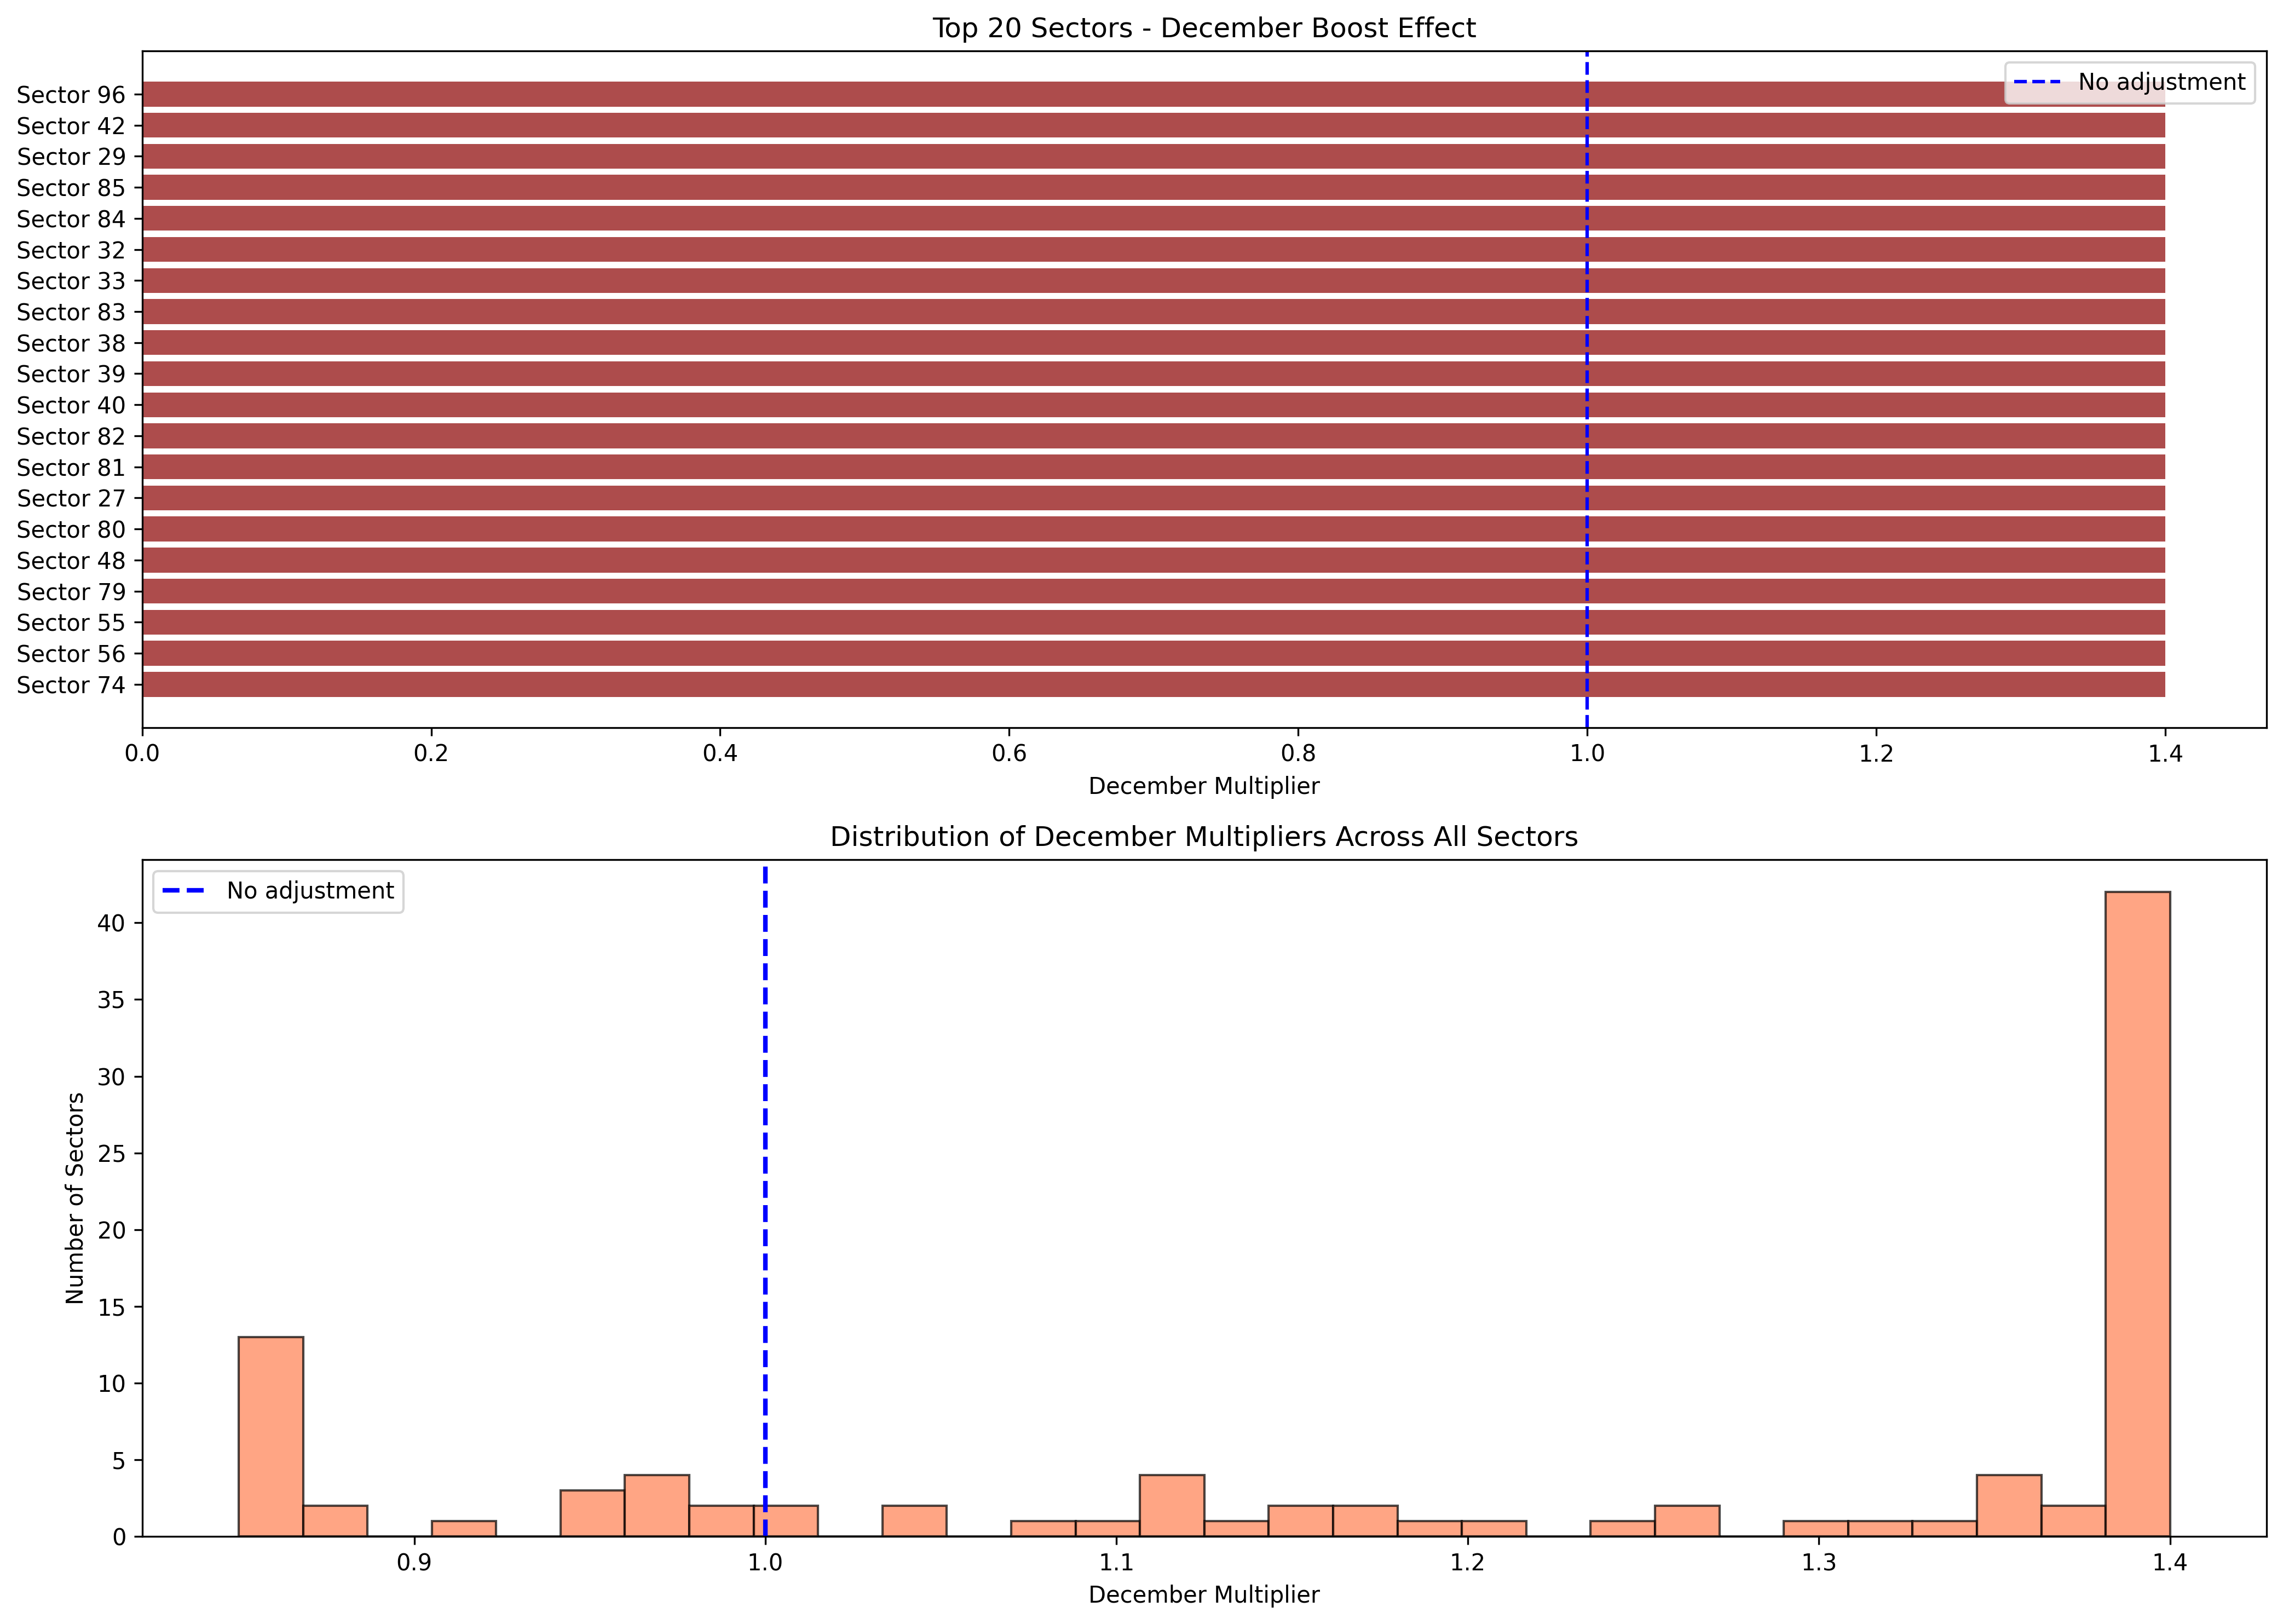 Top 20 Sectors - December Boost Effect
No adjustment
Sector 96
Sector 42
Sector 29
Sector 85
Sector 84
Sector 32
Sector 33
Sector 83
Sector 38
Sector 39
Sector 40
Sector 82
Sector 81
Sector 27
Sector 80
Sector 48
Sector 79
Sector 55
Sector 56
Sector 74
0.0 0.2 0.4 0.6 0.8 1.0 1.2 1.4
December Multiplier
Distribution of December Multipliers Across All Sectors
No adjustment
Number of Sectors
40
35
30
25
20
15
10
5
0
0.9 1.0 1.1 1.2 1.3 1.4
December Multiplier